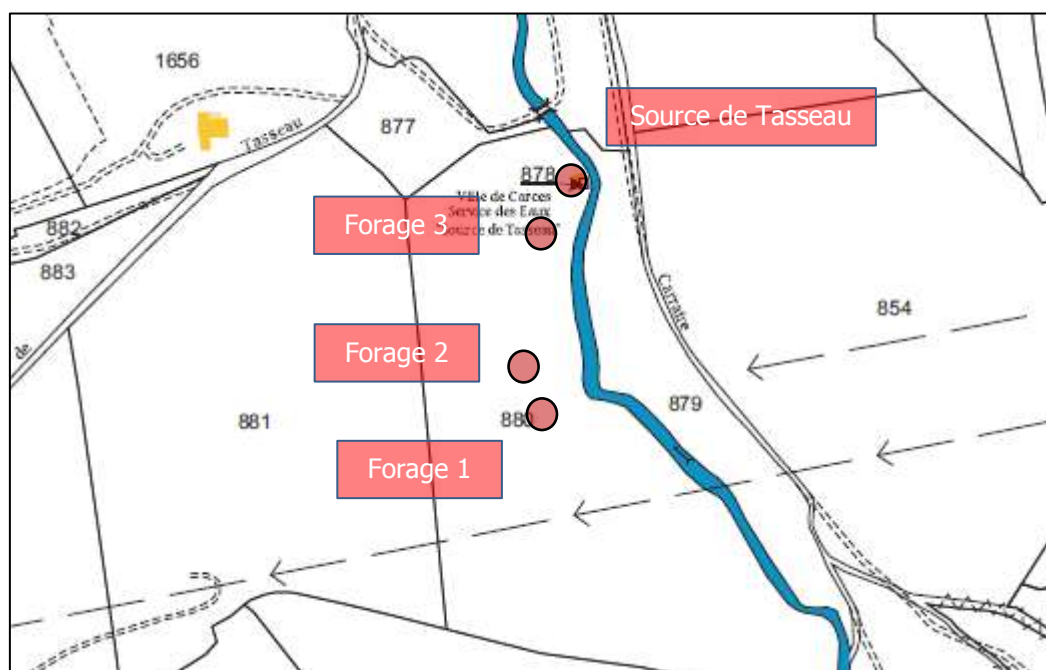 1656
Source de Tasseau
877
Tasseau
878
Ville de Carces
Service des Eaux
"Source de Tasseau"
Forage 3
882
883
Carraire
854
de
Forage 2
879
881
880
Forage 1